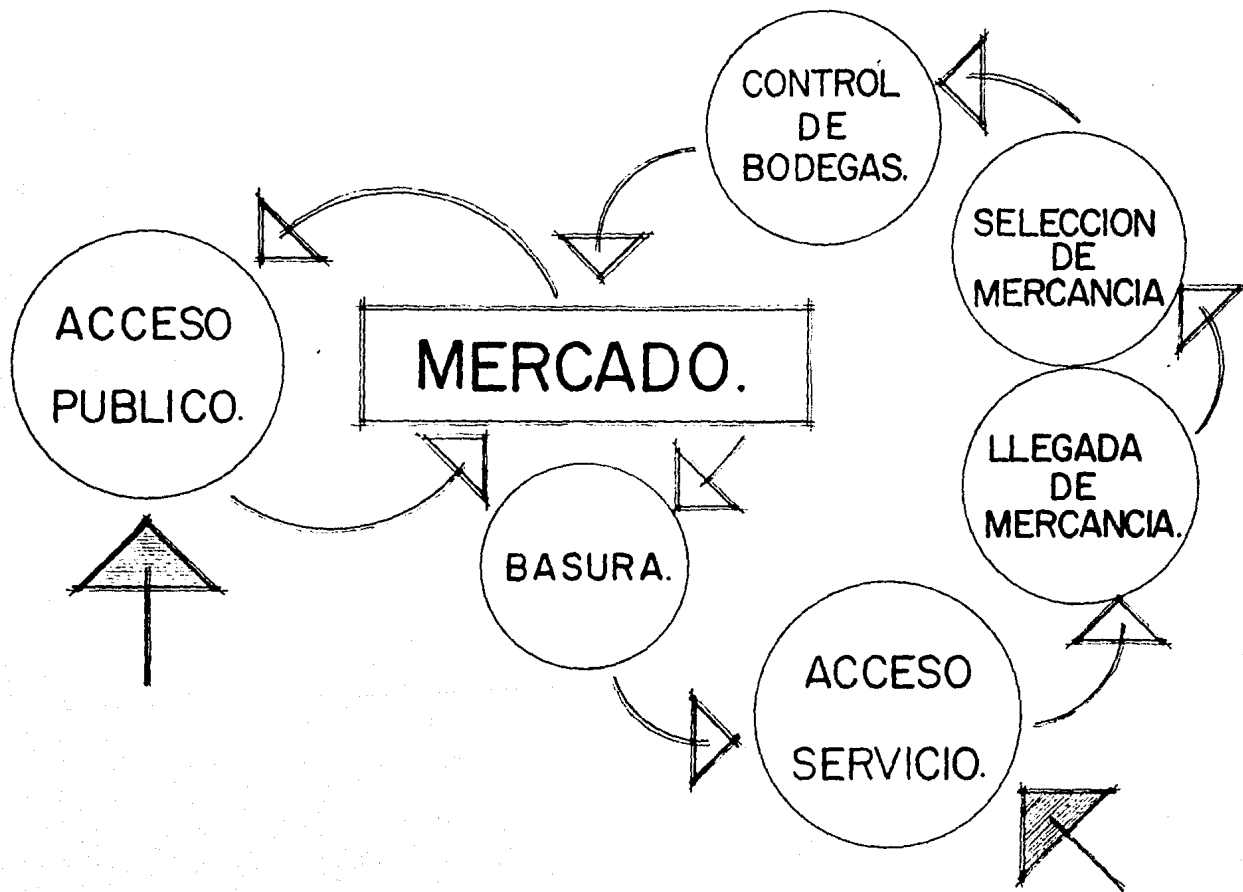 CONTROL
DE
BODEGAS.
SELECCION
DE
MERCANCIA
ACCESO
PUBLICO.
MERCADO.
LLEGADA
DE
MERCANCIA.
BASURA.
ACCESO
SERVICIO.